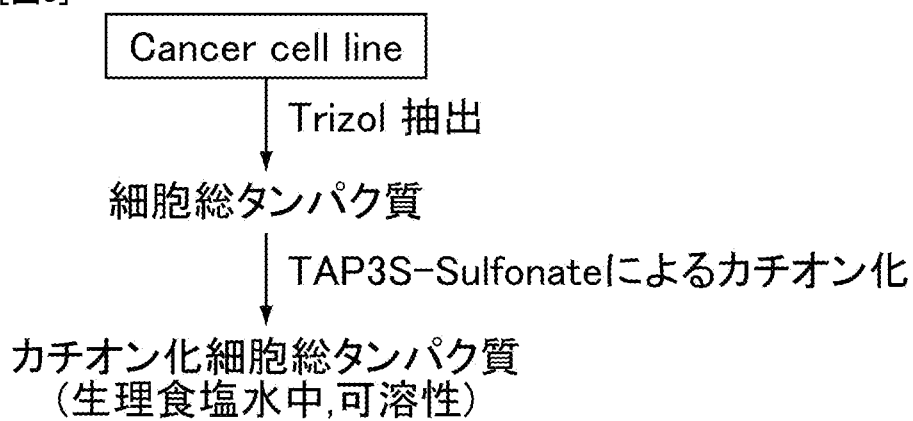 Cancer cell line
Trizol 抽出
細胞総タンパク質
TAP3S-Sulfonateによるカチオン化
カチオン化細胞総タンパク質
(生理食塩水中,可溶性)